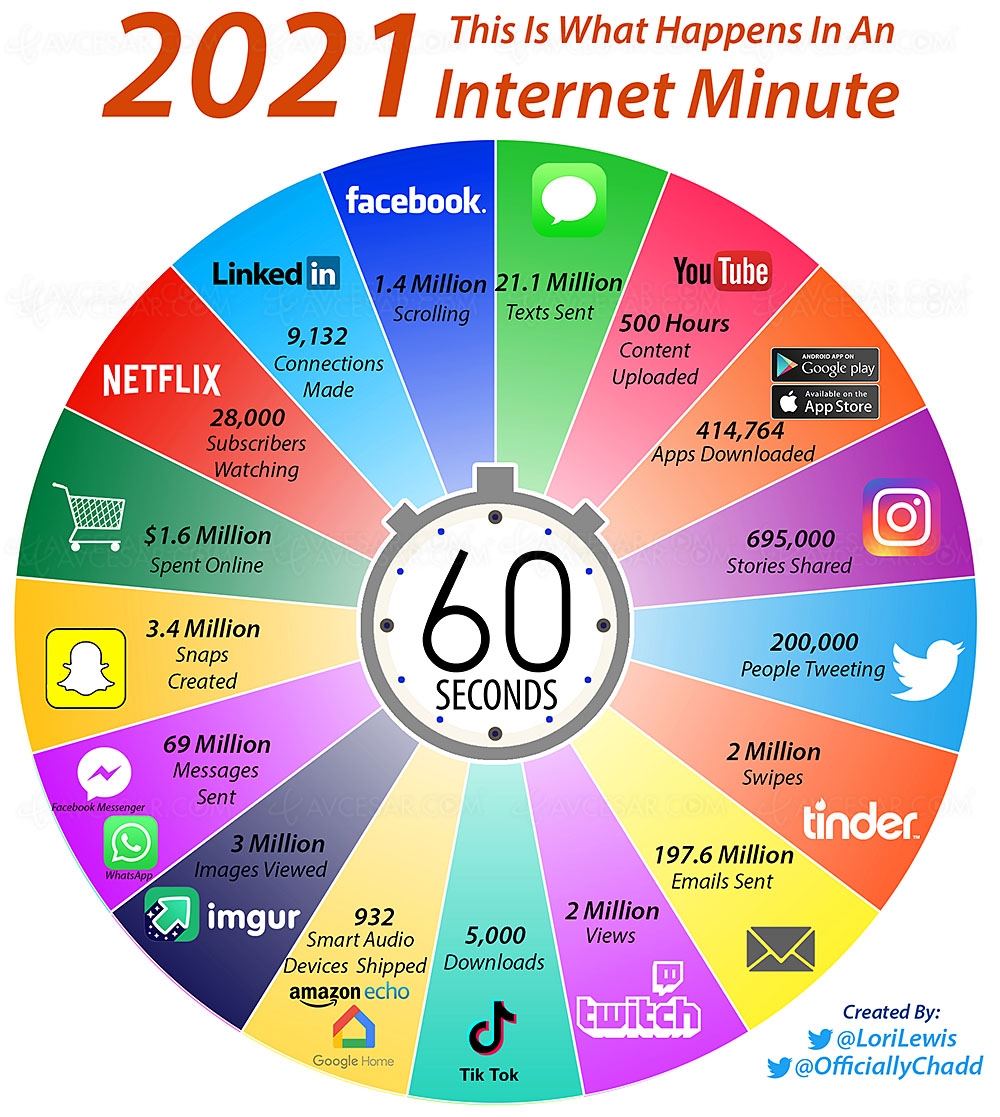 2021
This Is What Happens In An
Internet Minute
facebook.
1.4 Million
Scrolling
21.1 Million
Texts Sent
YouTube
500 Hours
Content
Uploaded
ANDROID APP ON
Google play
Available on the
App Store
414,764
Apps Downloaded
695,000
Stories Shared
200,000
People Tweeting
2 Million
Swipes
tinder
TM
197.6 Million
Emails Sent
2 Million
Views
twitch
5,000
Downloads
Tik Tok
932
Smart Audio
Devices Shipped
amazon echo
Google Home
3 Million
Images Viewed
imgur
69 Million
Messages
Sent
Facebook Messenger
WhatsApp
3.4 Million
Snaps
Created
$1.6 Million
Spent Online
NETFLIX
28,000
Subscribers
Watching
Linked in
9,132
Connections
Made
60
SECONDS
Created By:
@LoriLewis
@OfficiallyChadd
AVCESAR.COM